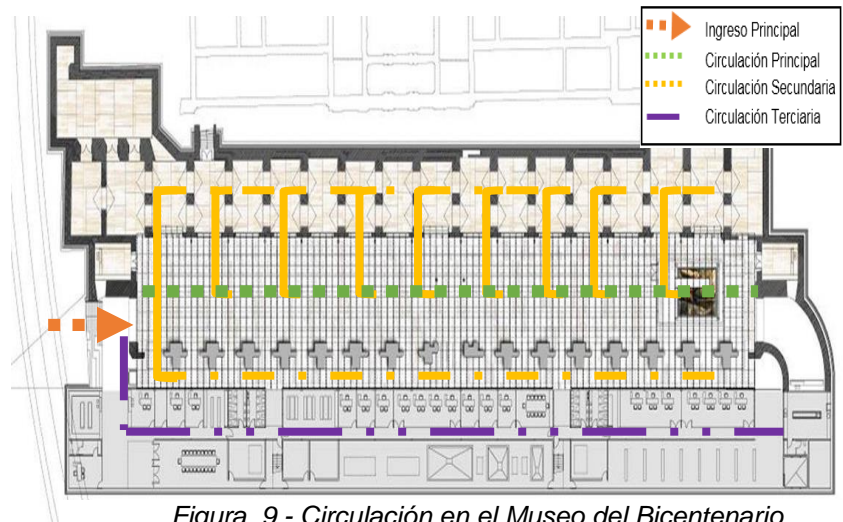 Ingreso Principal
Circulación Principal
Circulación Secundaria
Circulación Terciaria
Figura 9 - Circulación en el Museo del Bicentenario